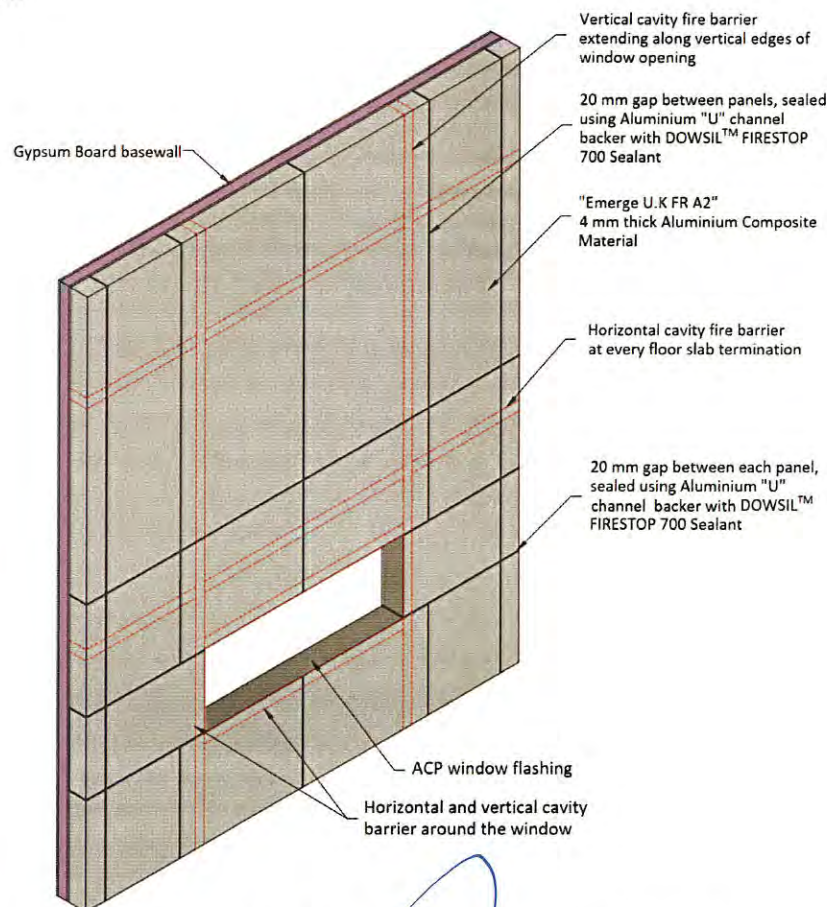 Vertical cavity fire barrier
extending along vertical edges of
window opening
20 mm gap between panels, sealed
using Aluminium "U" channel
backer with DOWSIL™ FIRESTOP
700 Sealant
Gypsum Board basewall
"Emerge U.K FR A2"
4 mm thick Aluminium Composite
Material
Horizontal cavity fire barrier
at every floor slab termination
20 mm gap between each panel,
sealed using Aluminium "U"
channel backer with DOWSIL™
FIRESTOP 700 Sealant
ACP window flashing
Horizontal and vertical cavity
barrier around the window